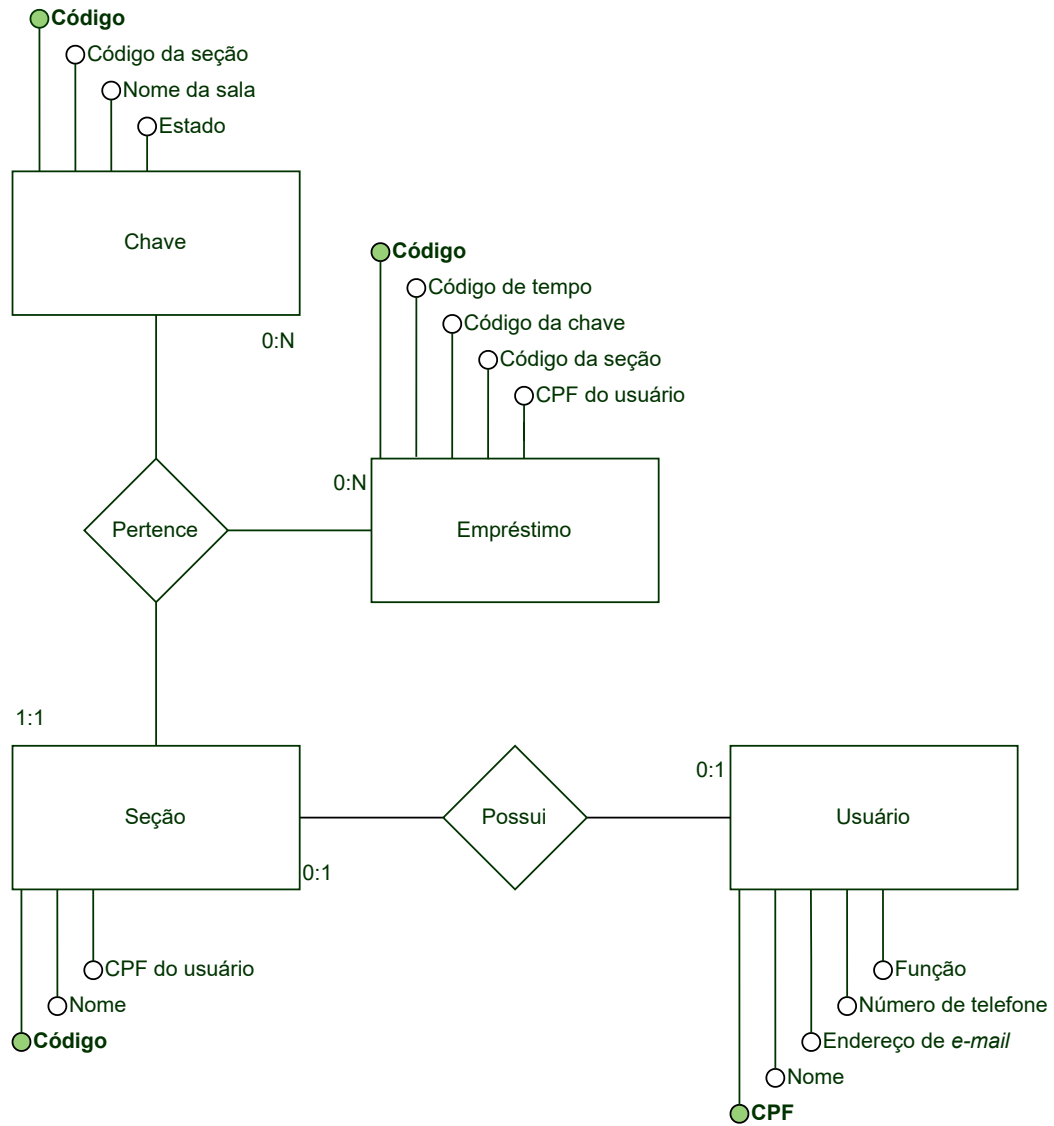 Código
Código da seção
Nome da sala
Estado
Chave
0:N
Código
Código de tempo
Código da chave
Código da seção
CPF do usuário
0:N
Empréstimo
Pertence
1:1
Seção
0:1
Possui
0:1
Usuário
CPF do usuário
Nome
Código
Função
Número de telefone
Endereço de e-mail
Nome
CPF